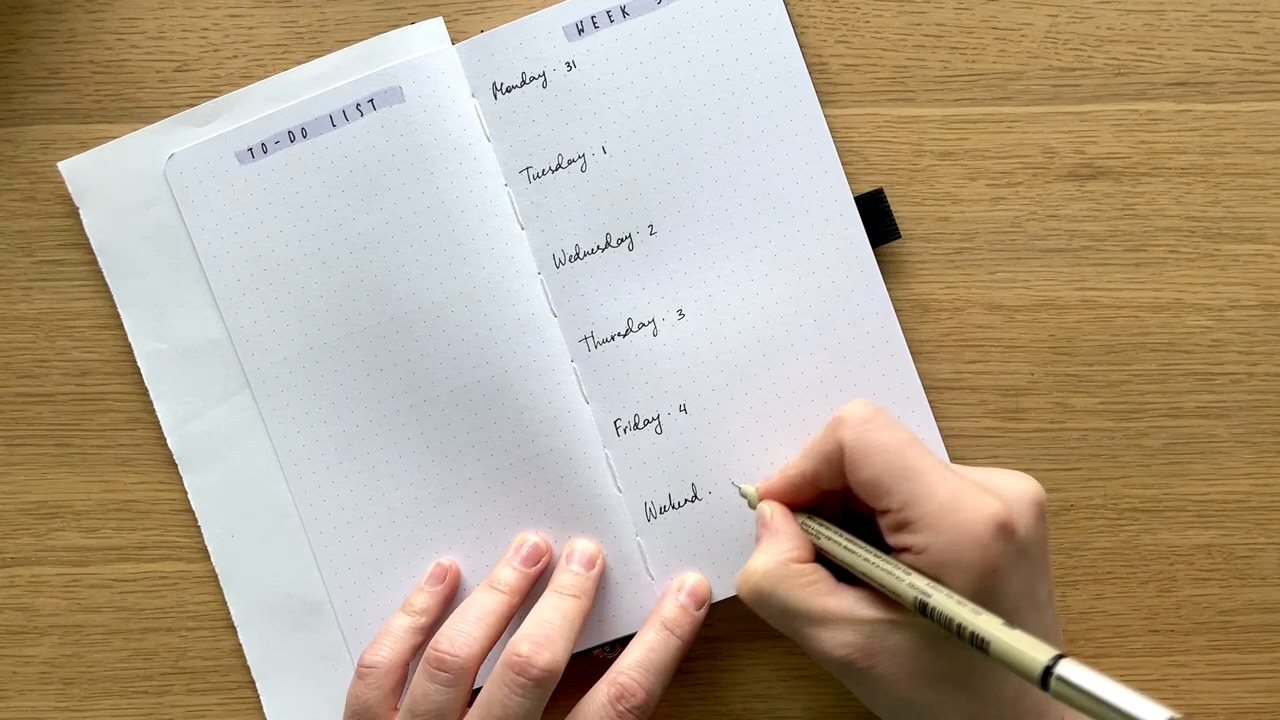 TO-DO LIST
WEEK
Monday · 31
Tuesday · 1
Wednesday · 2
Thursday · 3
Friday · 4
Weekend ·